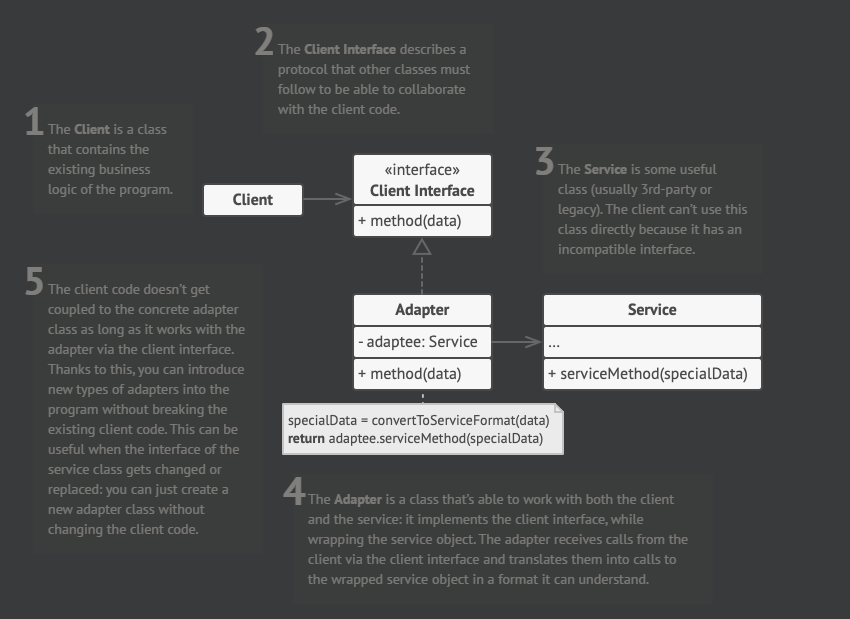 1
The Client is a class
that contains the
existing business
logic of the program.
2
The Client Interface describes a
protocol that other classes must
follow to be able to collaborate
with the client code.
3
The Service is some useful
class (usually 3rd-party or
legacy). The client can't use this
class directly because it has an
incompatible interface.
Client
«interface»
Client Interface
+ method(data)
Adapter
- adaptee: Service
+ method(data)
Service
...
+ serviceMethod(specialData)
specialData = convertToServiceFormat(data)
return adaptee.serviceMethod(specialData)
4
The Adapter is a class that's able to work with both the client
and the service: it implements the client interface, while
wrapping the service object. The adapter receives calls from the
client via the client interface and translates them into calls to
the wrapped service object in a format it can understand.
5
The client code doesn't get
coupled to the concrete adapter
class as long as it works with the
adapter via the client interface.
Thanks to this, you can introduce
new types of adapters into the
program without breaking the
existing client code. This can be
useful when the interface of the
service class gets changed or
replaced: you can just create a
new adapter class without
changing the client code.